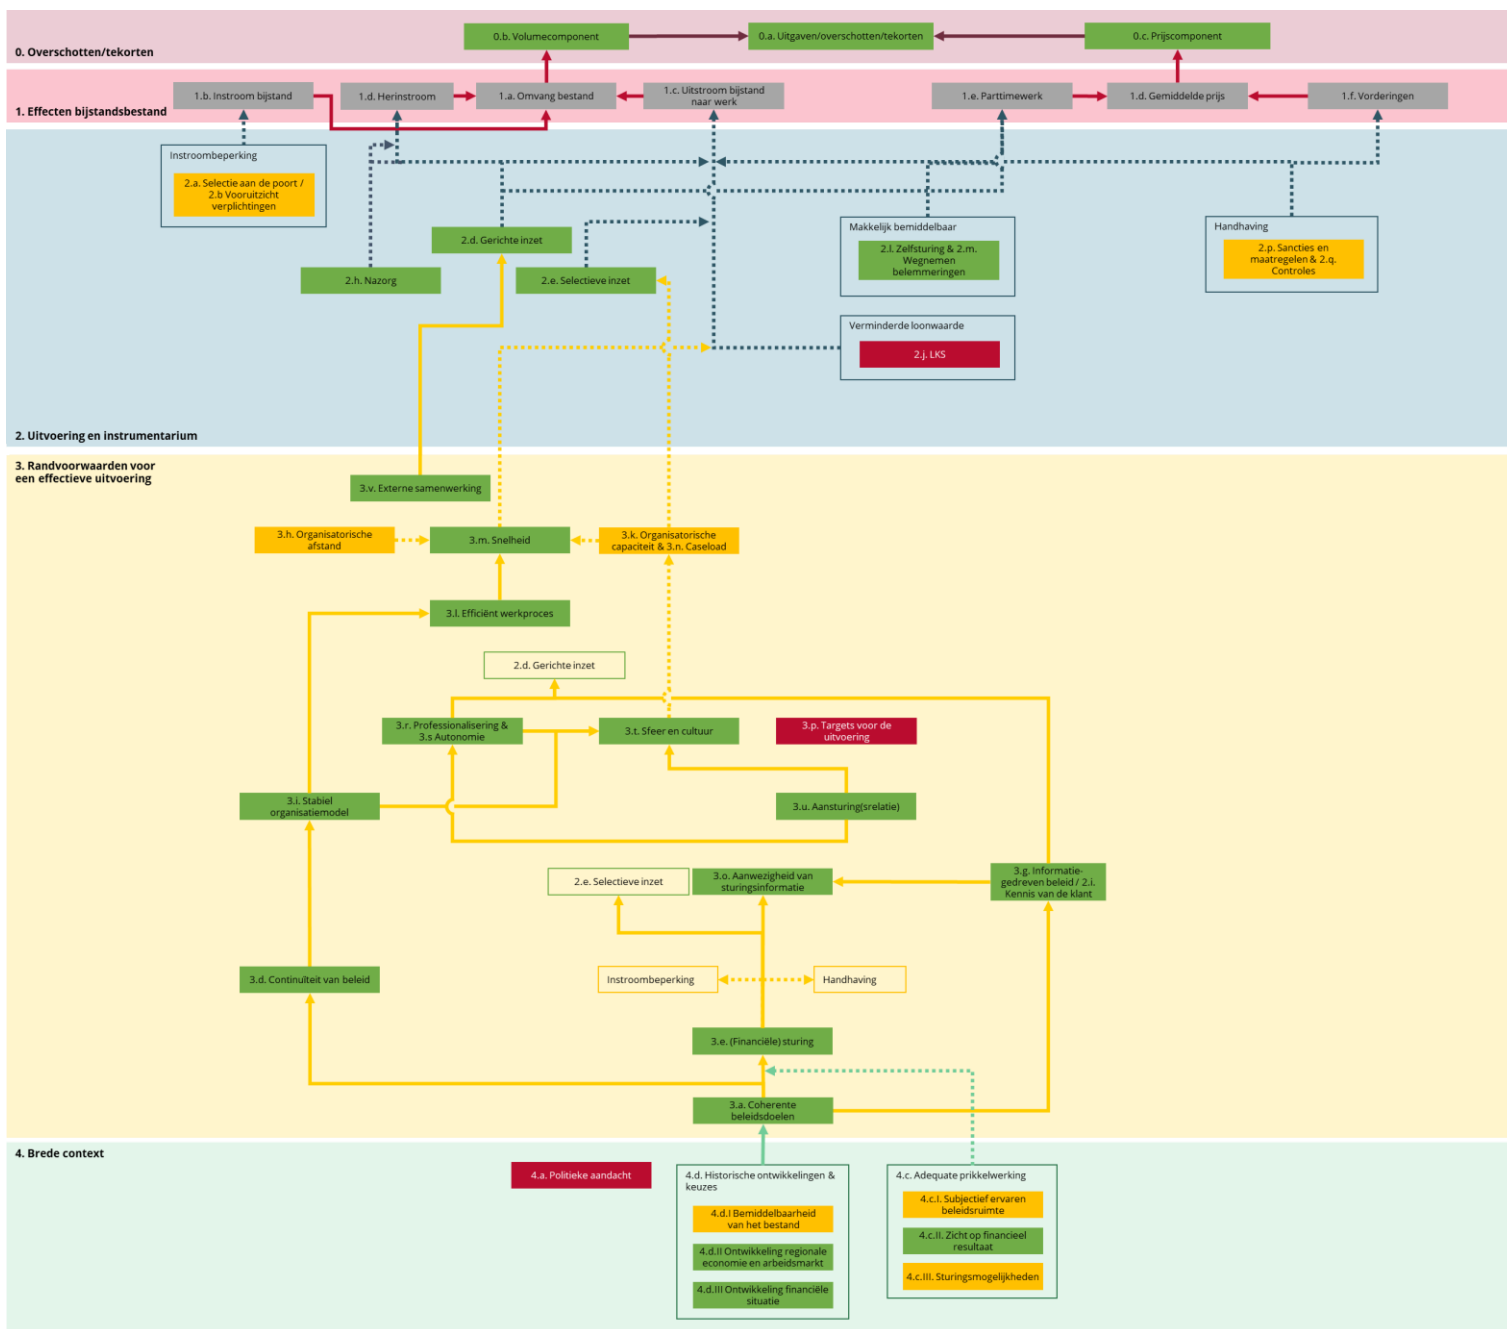 0. Overschotten/tekorten
0.b. Volumecomponent
0.a. Uitgaven/overschotten/tekorten
0.c. Prijscomponent
1. Effecten bijstandsbestand
1.b. Instroom bijstand
1.d. Herinstroom
1.a. Omvang bestand
1.c. Uitstroom bijstand
naar werk
1.e. Parttimewerk
1.d. Gemiddelde prijs
1.f. Vorderingen
Instroombeperking
2.a. Selectie aan de poort /
2.b Vooruitzicht
verplichtingen
2.d. Gerichte inzet
2.h. Nazorg
2.e. Selectieve inzet
Makkelijk bemiddelbaar
2.l. Zelfsturing & 2.m.
Wegnemen
belemmeringen
Handhaving
2.p. Sancties en
maatregelen & 2.q.
Controles
Verminderde loonwaarde
2.j. LKS
2. Uitvoering en instrumentarium
3. Randvoorwaarden voor
een effectieve uitvoering
3.v. Externe samenwerking
3.h. Organisatorische
afstand
3.m. Snelheid
3.k. Organisatorische
capaciteit & 3.n. Caseload
3.l. Efficiënt werkproces
2.d. Gerichte inzet
3.r. Professionalisering &
3.s Autonomie
3.t. Sfeer en cultuur
3.p. Targets voor de
uitvoering
3.i. Stabiel
organisatiemodel
3.u. Aansturing(srelatie)
2.e. Selectieve inzet
3.o. Aanwezigheid van
sturingsinformatie
3.g. Informatie-
gedreven beleid / 2.i.
Kennis van de klant
3.d. Continuïteit van beleid
Instroombeperking
Handhaving
3.e. (Financiële) sturing
3.a. Coherente
beleidsdoelen
4. Brede context
4.a. Politieke aandacht
4.d. Historische ontwikkelingen &
keuzes
4.d.I Bemiddelbaarheid
van het bestand
4.d.II Ontwikkeling regionale
economie en arbeidsmarkt
4.d.III Ontwikkeling financiële
situatie
4.c. Adequate prikkelwerking
4.c.I. Subjectief ervaren
beleidsruimte
4.c.II. Zicht op financieel
resultaat
4.c.III. Sturingsmogelijkheden